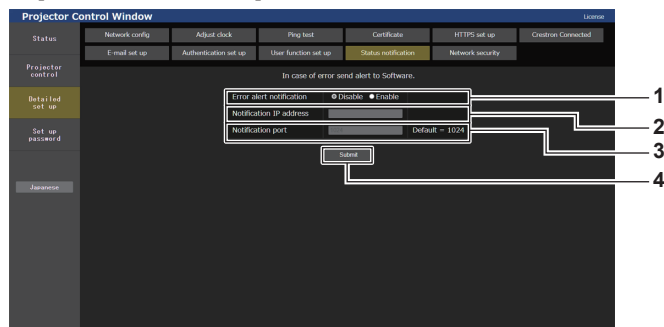 Projector Control Window
License
Status
Network config
Adjust clock
Ping test
Certificate
HTTPS set up
Crestron Connected
E-mail set up
Authentication set up
User function set up
Status notification
Network security
Projector
control
In case of error send alert to Software.
Detailed
set up
Error alert notification
Disable
Enable
1
Notification IP address
2
Notification port
Default = 1024
3
Set up
password
Submit
4
Japanese